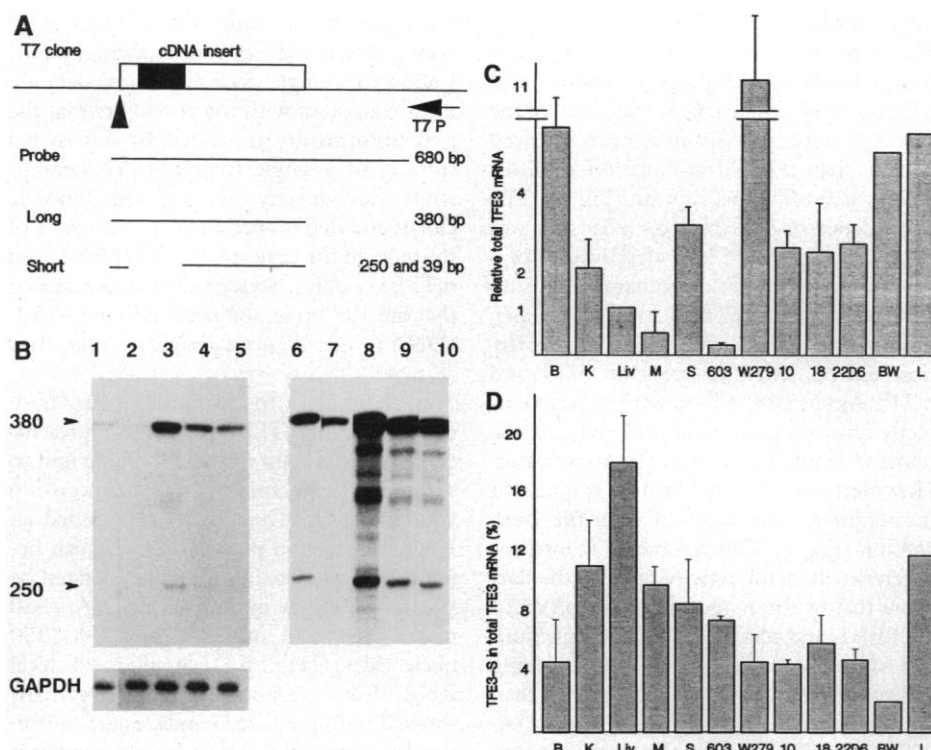 A
T7 clone
cDNA insert
T7 P
Probe
680 bp
Long
380 bp
Short
250 and 39 bp
B
1 2 3 4 5 6 7 8 9 10
380
250
GAPDH
C
Relative total TFE3 mRNA
11
4
2
B K Liv M S 603 W279 10 18 22D6 BW L
D
TFE3–S in total TFE3 mRNA (%)
20
16
12
8
4
B K Liv M S 603 W279 10 18 22D6 BW L